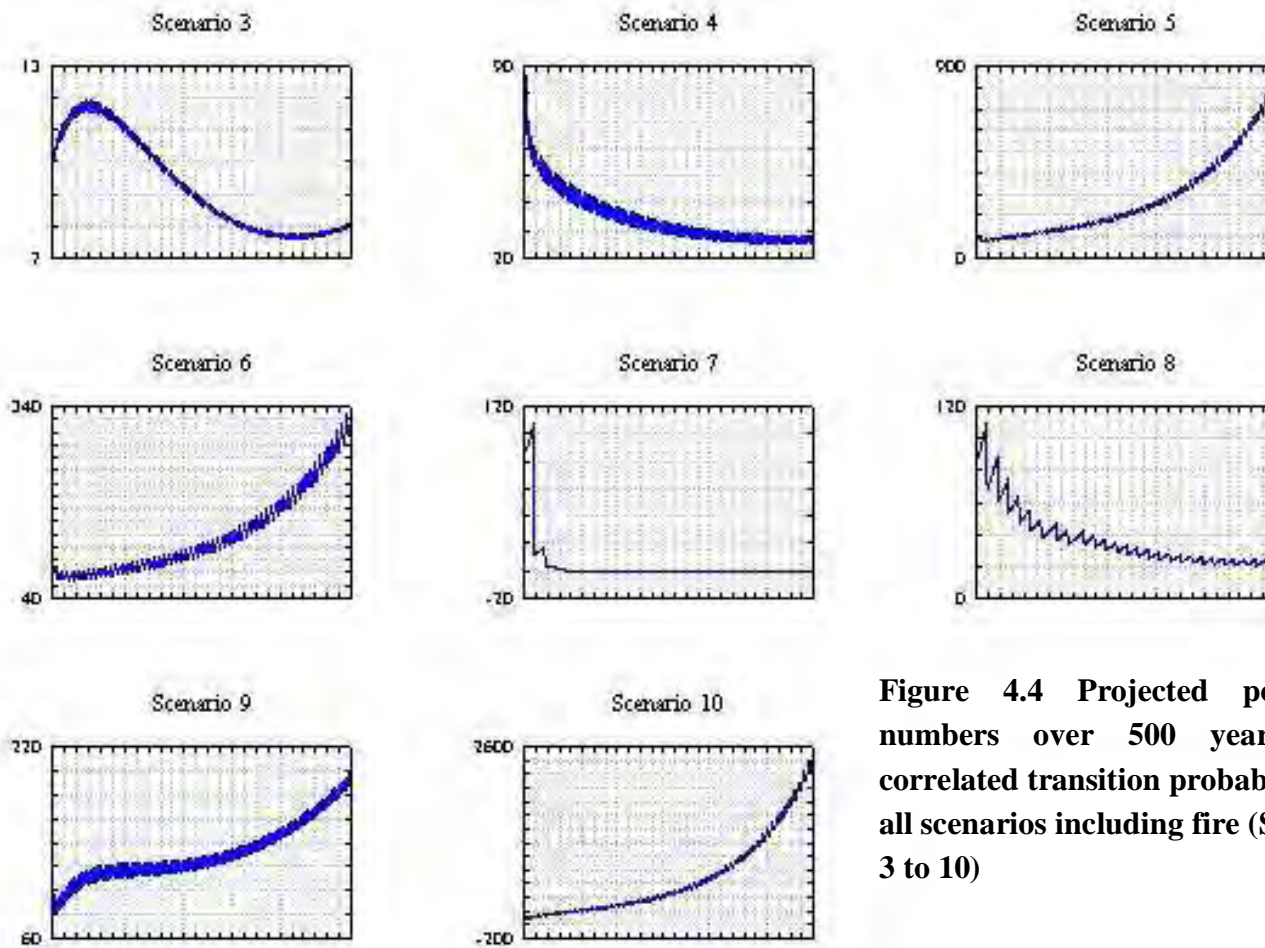 Scenario 3
Scenario 4
Scenario 5
13
7
90
20
900
0
Scenario 6
Scenario 7
Scenario 8
340
40
120
-20
120
0
Scenario 9
Scenario 10
220
60
2600
-200
Figure 4.4 Projected
numbers over 500
correlated transition
all scenarios including fire
3 to 10)